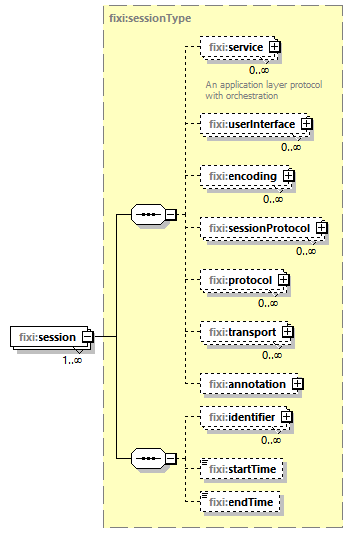 fixi:sessionType
fixi:service
0..∞
An application layer protocol
with orchestration
fixi:userInterface
0..∞
fixi:encoding
0..∞
fixi:sessionProtocol
0..∞
fixi:protocol
0..∞
fixi:session
1..∞
fixi:transport
0..∞
fixi:annotation
fixi:identifier
0..∞
fixi:startTime
fixi:endTime